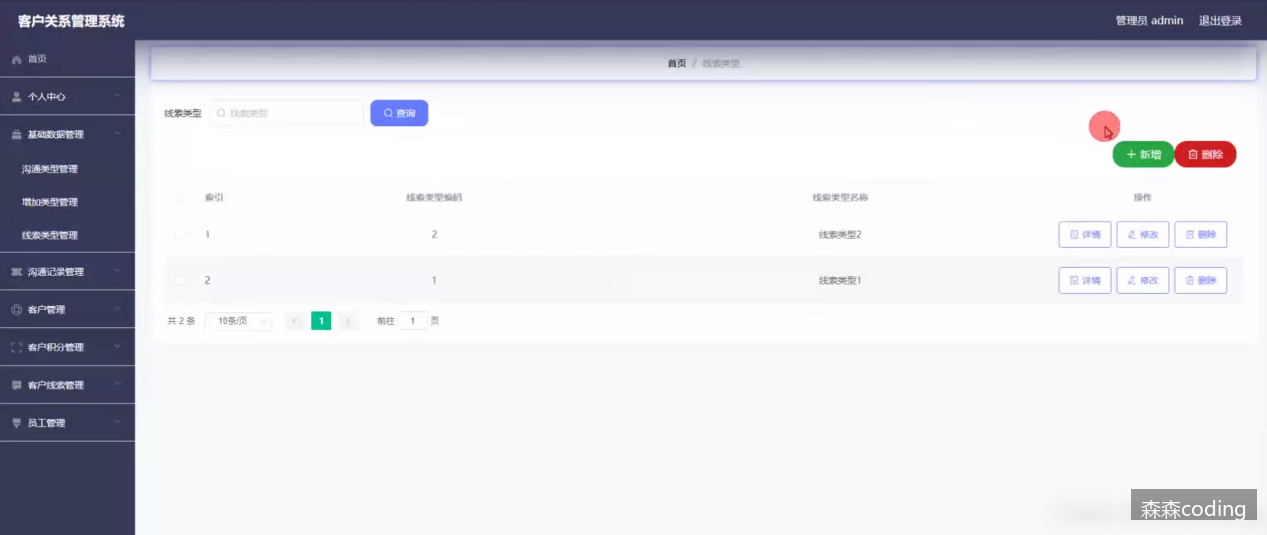 客户关系管理系统
管理员 admin 退出登录
首页
个人中心
基础数据管理
沟通类型管理
增加类型管理
线索类型管理
沟通记录管理
客户管理
客户积分管理
客户线索管理
员工管理
首页 / 线索类型
线索类型 线索类型 查询
新增 删除
索引 线索类型编码 线索类型名称 操作
1 2 线索类型2 详情 修改 删除
2 1 线索类型1 详情 修改 删除
共 2 条 10条/页 1 前往 1 页
森森coding